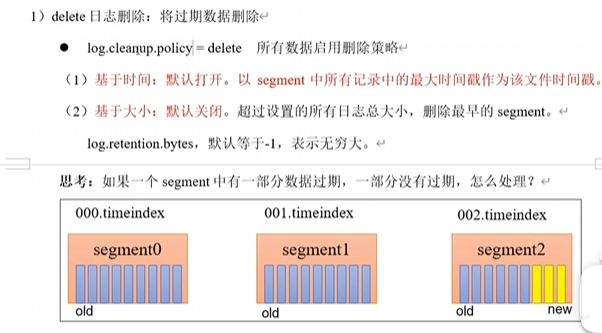 1）delete 日志删除：将过期数据删除
● log.cleanup.policy = delete 所有数据启用删除策略
（1）基于时间：默认打开。以 segment 中所有记录中的最大时间戳作为该文件时间戳。
（2）基于大小：默认关闭。超过设置的所有日志总大小，删除最早的 segment。
log.retention.bytes，默认等于-1，表示无穷大。
思考：如果一个 segment 中有一部分数据过期，一部分没有过期，怎么处理？
000.timeindex 001.timeindex 002.timeindex
segment0 segment1 segment2
old old old new